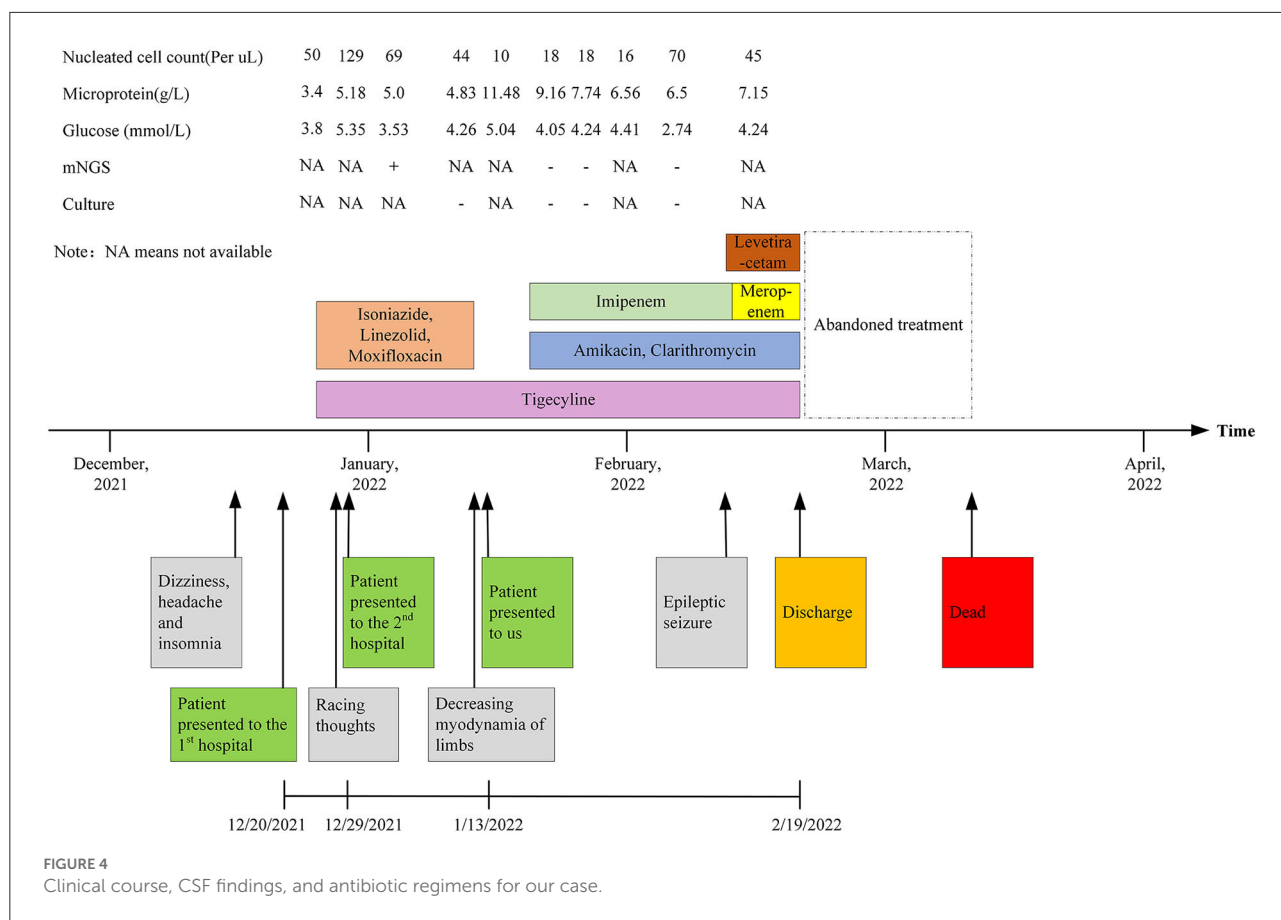 Nucleated cell count(Per uL) 50 129 69 44 10 18 18 16 70 45
Microprotein(g/L) 3.4 5.18 5.0 4.83 11.48 9.16 7.74 6.56 6.5 7.15
Glucose (mmol/L) 3.8 5.35 3.53 4.26 5.04 4.05 4.24 4.41 2.74 4.24
mNGS NA NA + NA NA - - NA - NA
Culture NA NA NA - NA - - NA - NA
Note: NA means not available
Levetira
-cetam
Imipenem
Merop-
enem
Isoniazide,
Linezolid,
Moxifloxacin
Amikacin, Clarithromycin
Tigecyline
Abandoned treatment
Time
December,
2021
January,
2022
February,
2022
March,
2022
April,
2022
Dizziness,
headache
and
insomnia
Patient
presented
to the 2nd
hospital
Patient
presented
to us
Epileptic
seizure
Discharge
Dead
Patient
presented to the
1st hospital
Racing
thoughts
Decreasing
myodynamia of
limbs
12/20/2021 12/29/2021 1/13/2022 2/19/2022
FIGURE 4
Clinical course, CSF findings, and antibiotic regimens for our case.